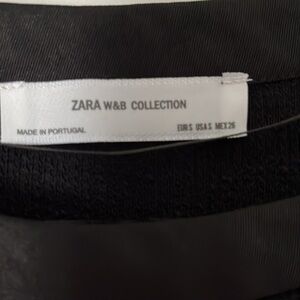 ZARA W&B COLLECTION
MADE IN PORTUGAL
EUR S USA S MEX 26